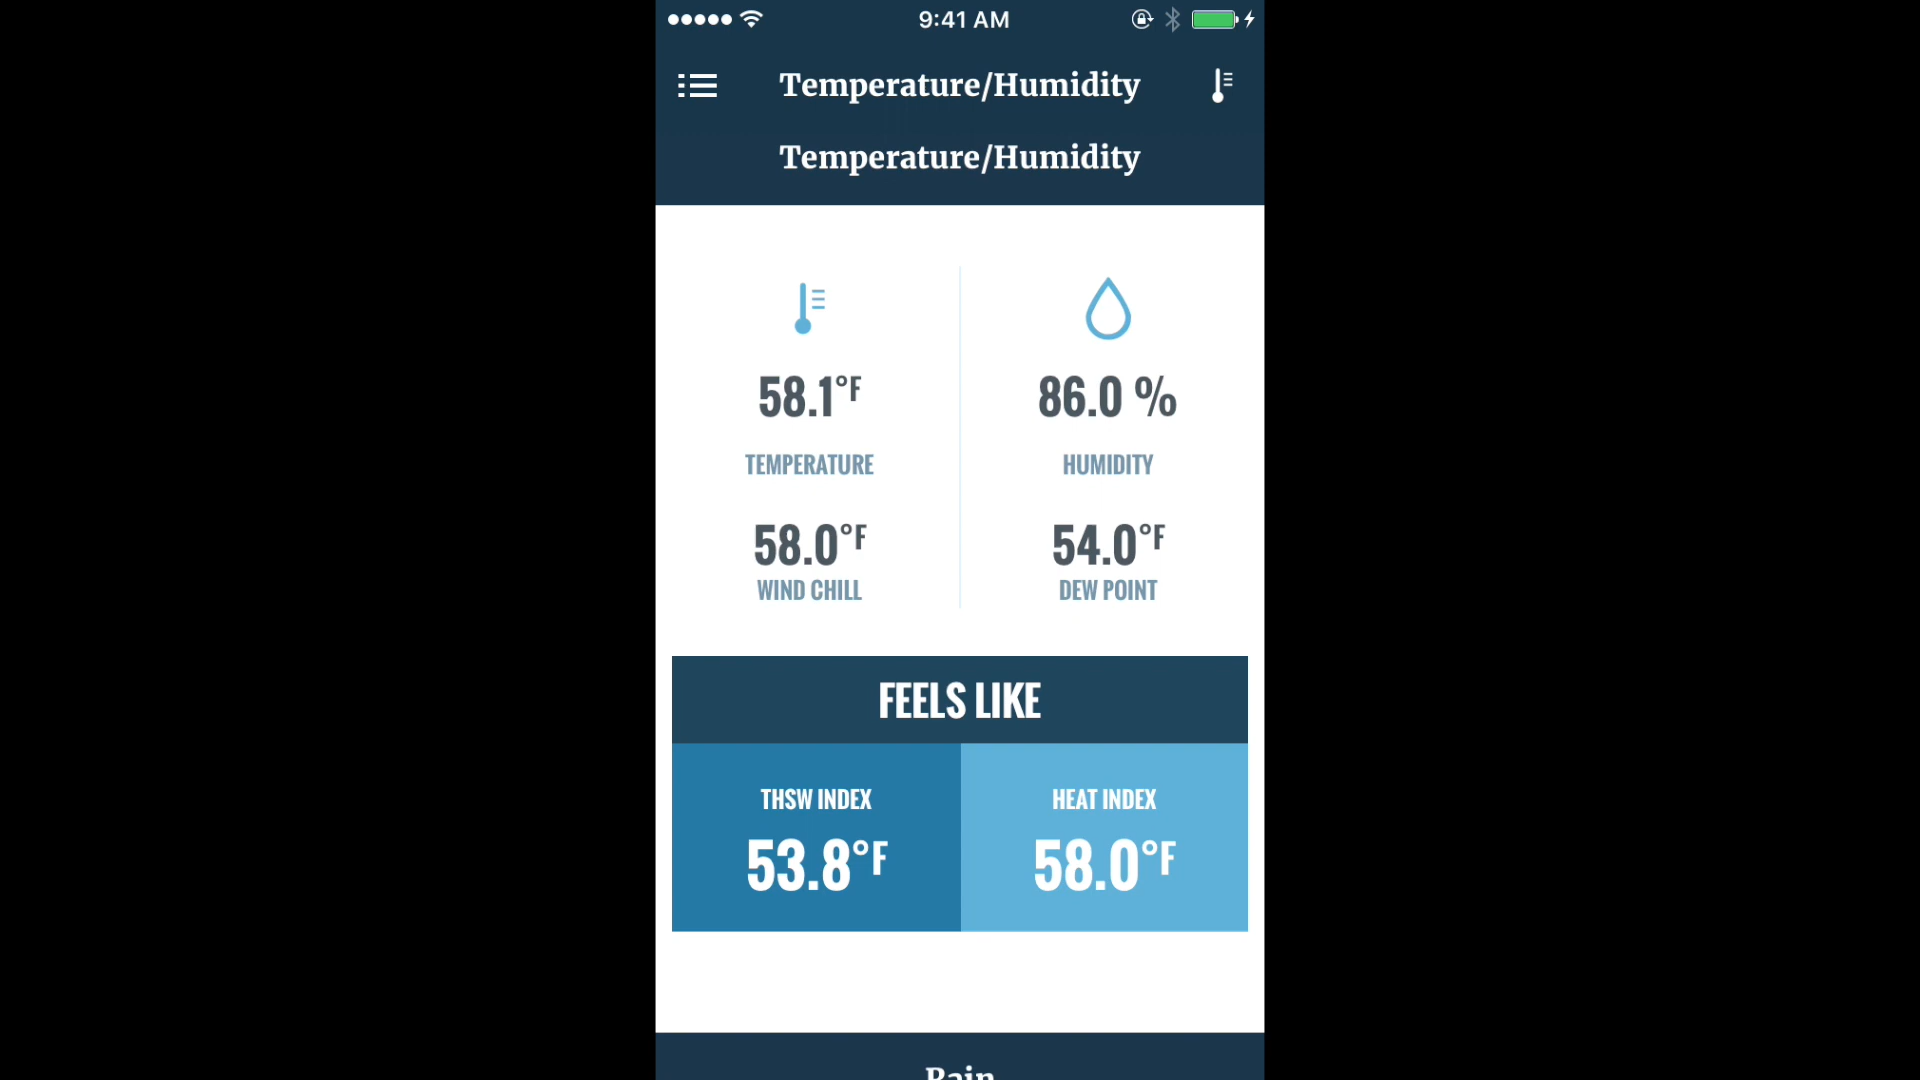 9:41 AM
Temperature/Humidity
Temperature/Humidity
58.1°F
TEMPERATURE
86.0 %
HUMIDITY
58.0°F
WIND CHILL
54.0°F
DEW POINT
FEELS LIKE
THSW INDEX
53.8°F
HEAT INDEX
58.0°F
Rain